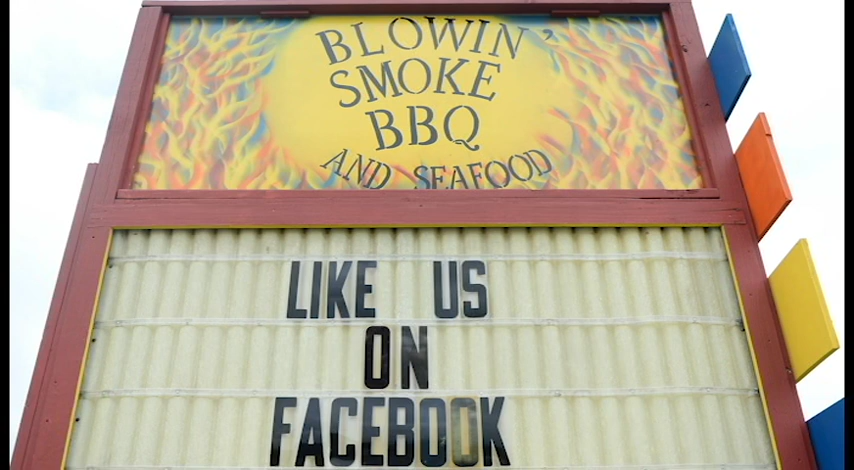 BLOWIN'
SMOKE
BBQ
AND SEAFOOD
LIKE US
ON
FACEBOOK